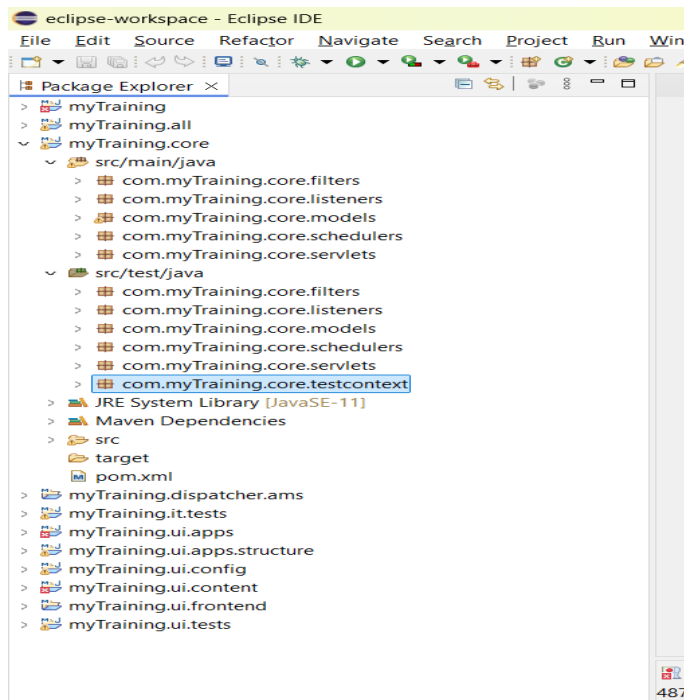 eclipse-workspace - Eclipse IDE
File Edit Source Refactor Navigate Search Project Run Win
Package Explorer
myTraining
myTraining.all
myTraining.core
src/main/java
com.myTraining.core.filters
com.myTraining.core.listeners
com.myTraining.core.models
com.myTraining.core.schedulers
com.myTraining.core.servlets
src/test/java
com.myTraining.core.filters
com.myTraining.core.listeners
com.myTraining.core.models
com.myTraining.core.schedulers
com.myTraining.core.servlets
com.myTraining.core.testcontext
JRE System Library [JavaSE-11]
Maven Dependencies
src
target
pom.xml
myTraining.dispatcher.ams
myTraining.it.tests
myTraining.ui.apps
myTraining.ui.apps.structure
myTraining.ui.config
myTraining.ui.content
myTraining.ui.frontend
myTraining.ui.tests
487